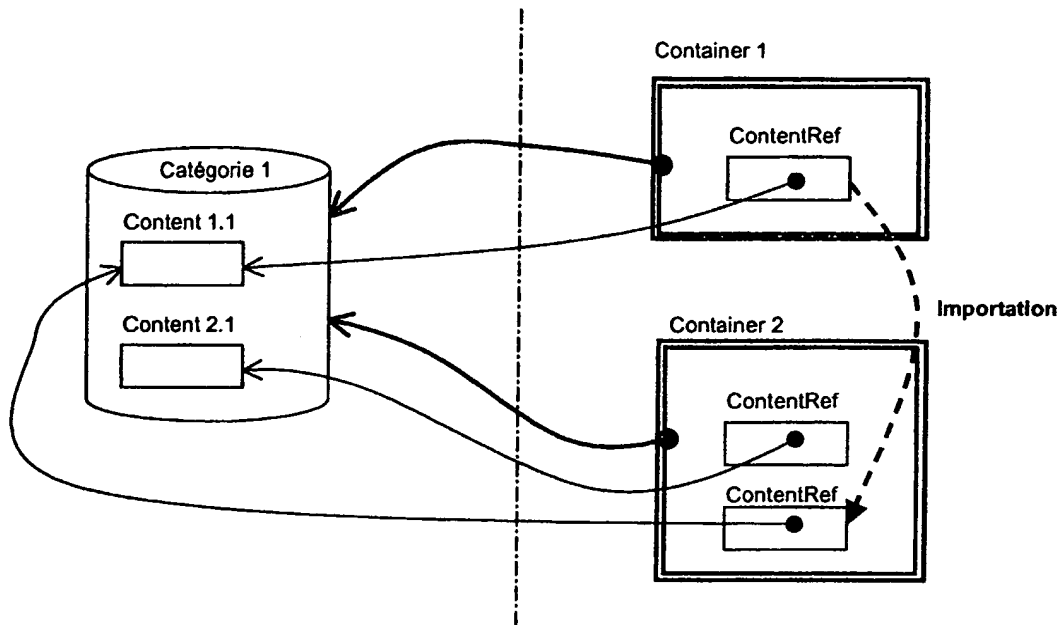 Container 1
ContentRef
Catégorie 1
Content 1.1
Importation
Content 2.1
Container 2
ContentRef
ContentRef